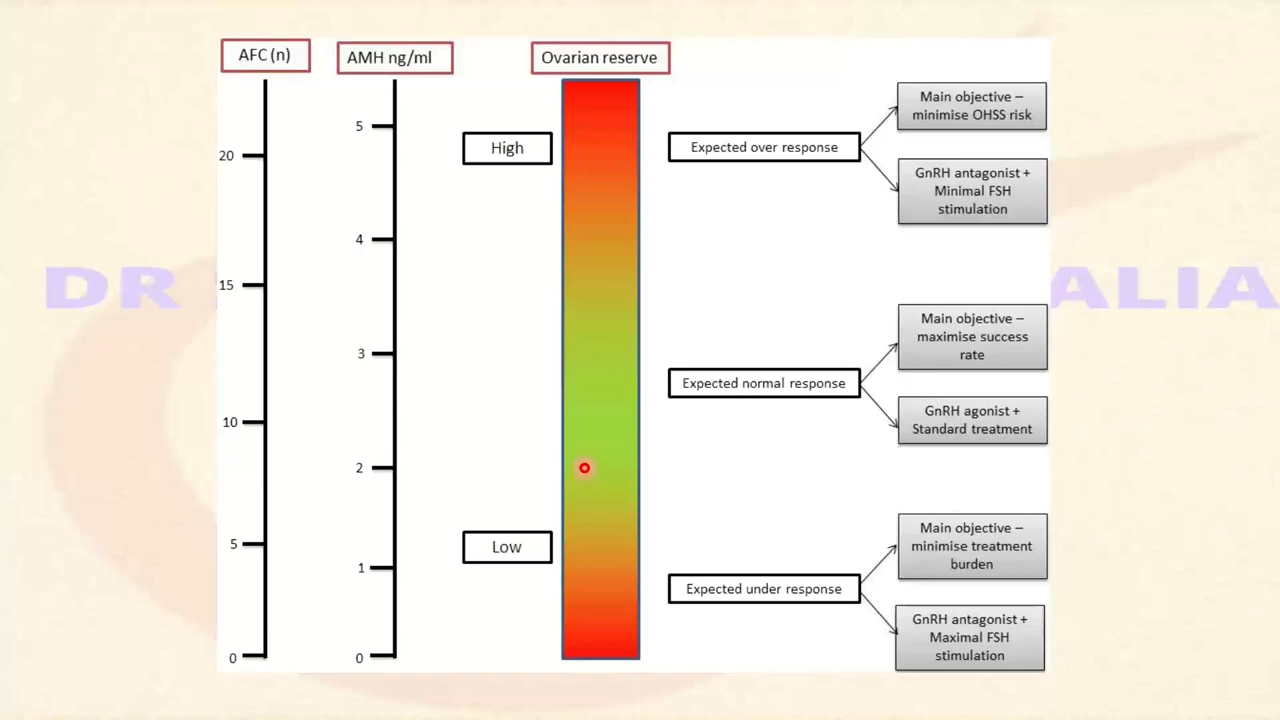 AFC (n)
AMH ng/ml
Ovarian reserve
20
15
10
5
0
5
4
3
2
1
0
High
Low
Expected over response
Main objective –
minimise OHSS risk
GnRH antagonist +
Minimal FSH
stimulation
Expected normal response
Main objective –
maximise success
rate
GnRH agonist +
Standard treatment
Expected under response
Main objective –
minimise treatment
burden
GnRH antagonist +
Maximal FSH
stimulation
DR